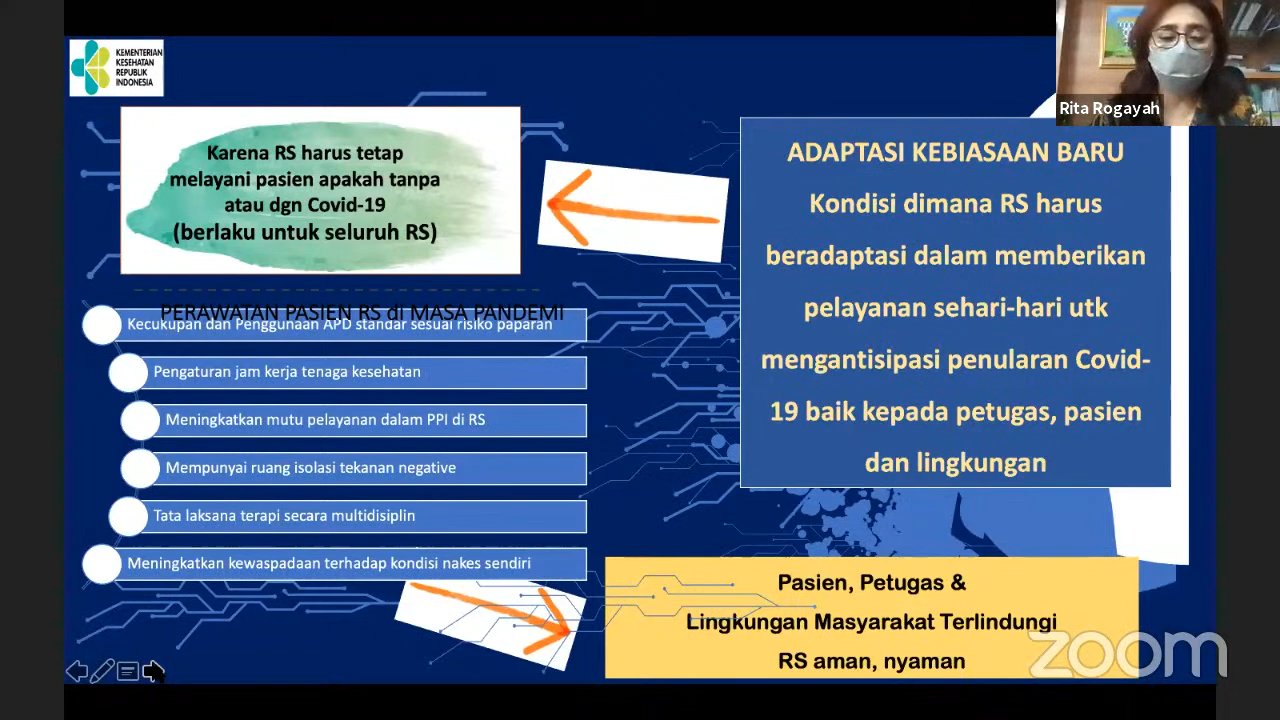 KEMENTERIAN
KESEHATAN
REPUBLIK
INDONESIA
Rita Rogayah
Karena RS harus tetap
melayani pasien apakah tanpa
atau dgn Covid-19
(berlaku untuk seluruh RS)
ADAPTASI KEBIASAAN BARU
Kondisi dimana RS harus
beradaptasi dalam memberikan
pelayanan sehari-hari utk
mengantisipasi penularan Covid-
19 baik kepada petugas, pasien
dan lingkungan
PERAWATAN PASIEN RS di MASA PANDEMI
Kecukupan dan Penggunaan APD standar sesuai risiko paparan
Pengaturan jam kerja tenaga kesehatan
Meningkatkan mutu pelayanan dalam PPI di RS
Mempunyai ruang isolasi tekanan negative
Tata laksana terapi secara multidisiplin
Meningkatkan kewaspadaan terhadap kondisi nakes sendiri
Pasien, Petugas &
Lingkungan Masyarakat Terlindungi
RS aman, nyaman
zoom